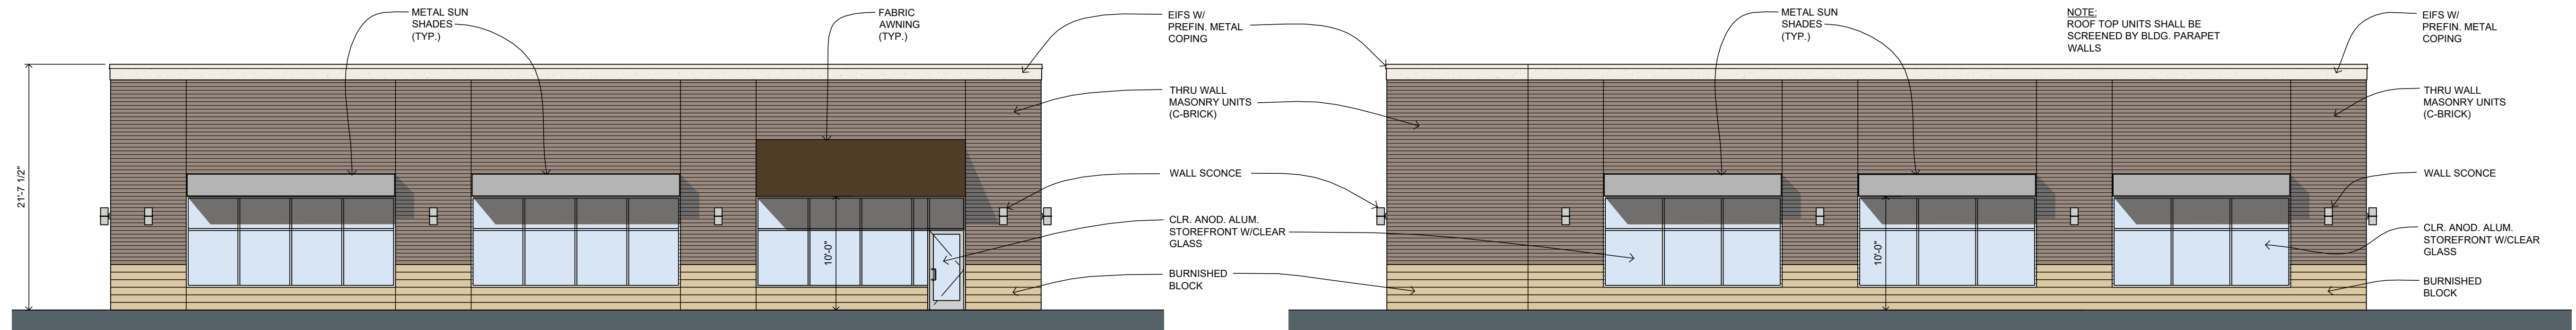 METAL SUN
SHADES
(TYP.)
FABRIC
AWNING
(TYP.)
EIFS W/
PREFIN. METAL
COPING
THRU WALL
MASONRY UNITS
(C-BRICK)
WALL SCONCE
CLR. ANOD. ALUM.
STOREFRONT W/CLEAR
GLASS
BURNISHED
BLOCK
21'-7 1/2"
10'-0"
METAL SUN
SHADES
(TYP.)
NOTE:
ROOF TOP UNITS SHALL BE
SCREENED BY BLDG. PARAPET
WALLS
EIFS W/
PREFIN. METAL
COPING
THRU WALL
MASONRY UNITS
(C-BRICK)
WALL SCONCE
CLR. ANOD. ALUM.
STOREFRONT W/CLEAR
GLASS
BURNISHED
BLOCK
10'-0"